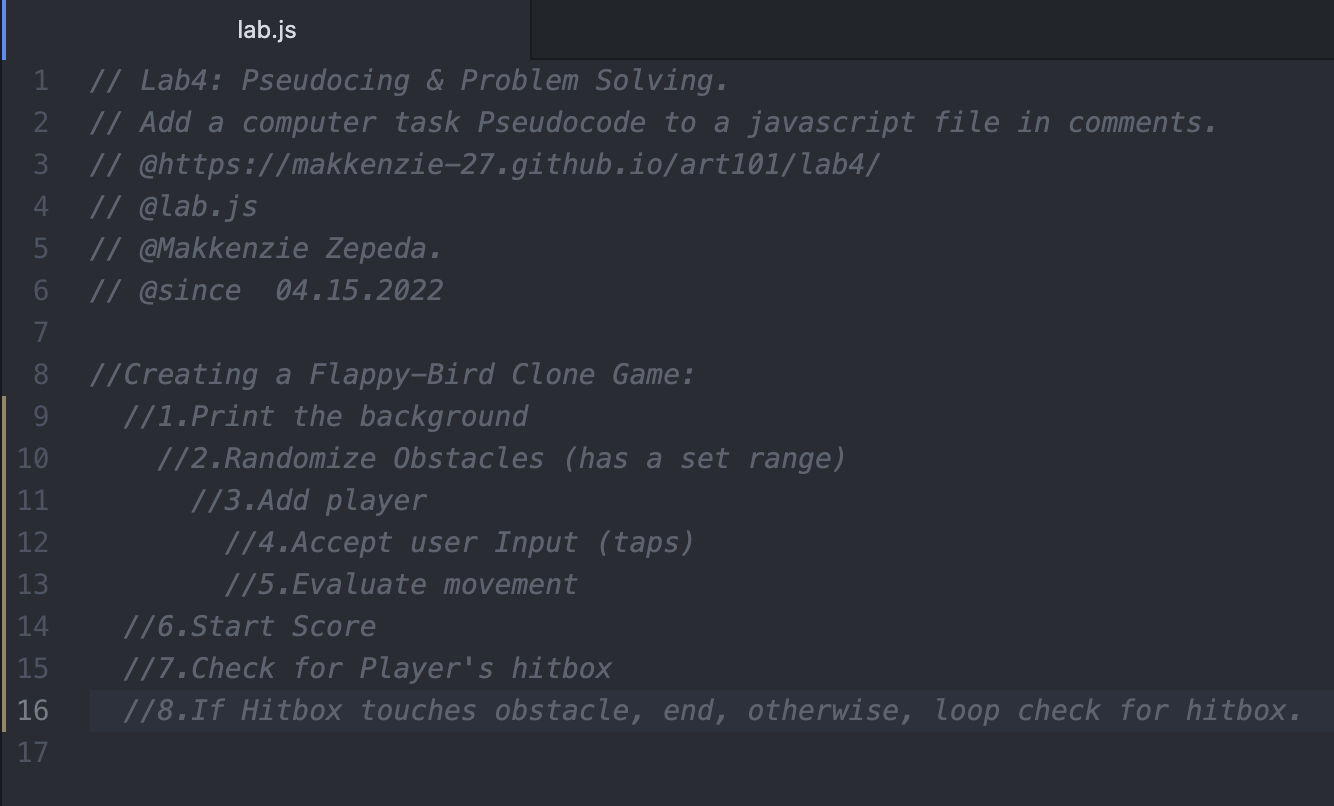 lab.js
1 // Lab4: Pseudocing & Problem Solving.
2 // Add a computer task Pseudocode to a javascript file in comments.
3 // @https://makkenzie-27.github.io/art101/lab4/
4 // @lab.js
5 // @Makkenzie Zepeda.
6 // @since  04.15.2022
7
8 //Creating a Flappy-Bird Clone Game:
9   //1.Print the background
10     //2.Randomize Obstacles (has a set range)
11       //3.Add player
12         //4.Accept user Input (taps)
13         //5.Evaluate movement
14   //6.Start Score
15   //7.Check for Player's hitbox
16   //8.If Hitbox touches obstacle, end, otherwise, loop check for hitbox.
17